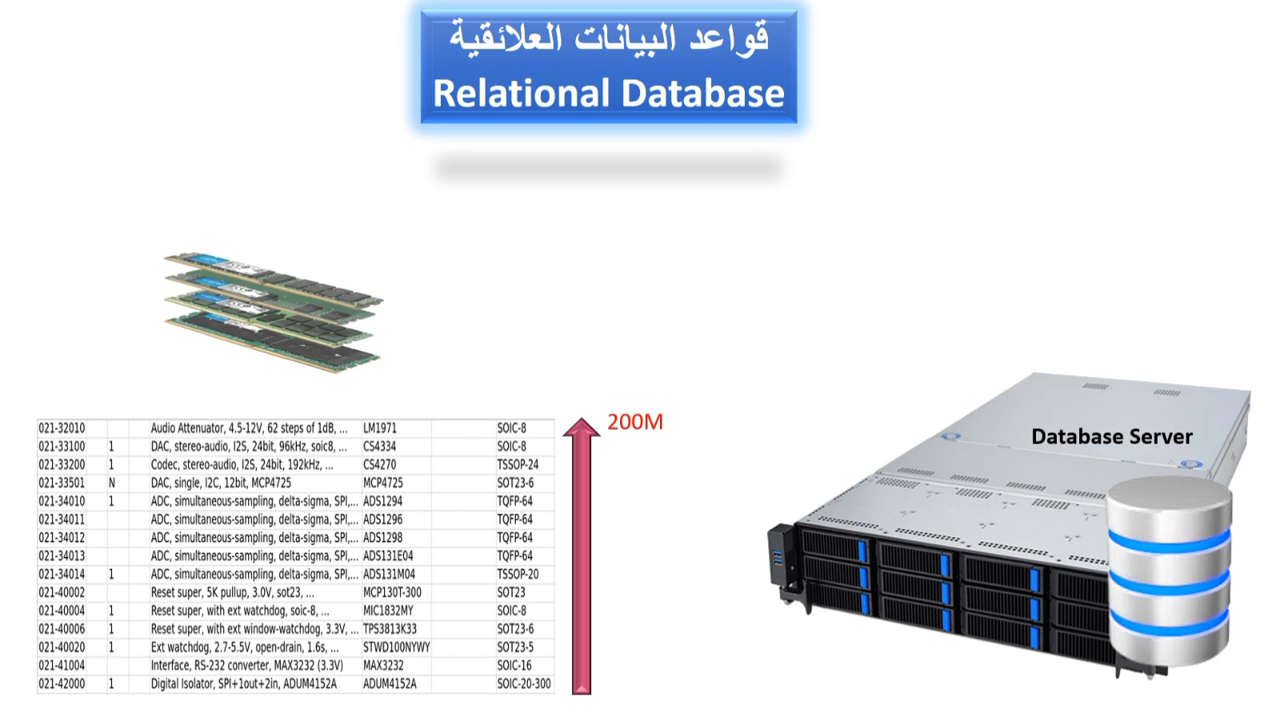 قواعد البيانات العلائقية
Relational Database
200M
021-32010 Audio Attenuator, 4.5-12V, 62 steps of 1dB, ... LM1971 SOIC-8
021-33100 1 DAC, stereo-audio, I2S, 24bit, 96kHz, soic8, ... CS4334 SOIC-8
021-33200 1 Codec, stereo-audio, I2S, 24bit, 192kHz, ... CS4270 TSSOP-24
021-33501 N DAC, single, I2C, 12bit, MCP4725 MCP4725 SOT23-6
021-34010 1 ADC, simultaneous-sampling, delta-sigma, SPI,... ADS1294 TQFP-64
021-34011 ADC, simultaneous-sampling, delta-sigma, SPI,... ADS1296 TQFP-64
021-34012 ADC, simultaneous-sampling, delta-sigma, SPI,... ADS1298 TQFP-64
021-34013 ADC, simultaneous-sampling, delta-sigma, SPI,... ADS131E04 TQFP-64
021-34014 1 ADC, simultaneous-sampling, delta-sigma, SPI,... ADS131M04 TSSOP-20
021-40002 Reset super, 5K pullup, 3.0V, sot23, ... MCP130T-300 SOT23
021-40004 1 Reset super, with ext watchdog, soic-8, ... MIC1832MY SOIC-8
021-40006 1 Reset super, with ext window-watchdog, 3.3V, ... TPS3813K33 SOT23-6
021-40020 1 Ext watchdog, 2.7-5.5V, open-drain, 1.6s, ... STWD100NYWY SOT23-5
021-41004 Interface, RS-232 converter, MAX3232 (3.3V) MAX3232 SOIC-16
021-42000 1 Digital Isolator, SPI+1out+2in, ADUM4152A ADUM4152A SOIC-20-300
Database Server